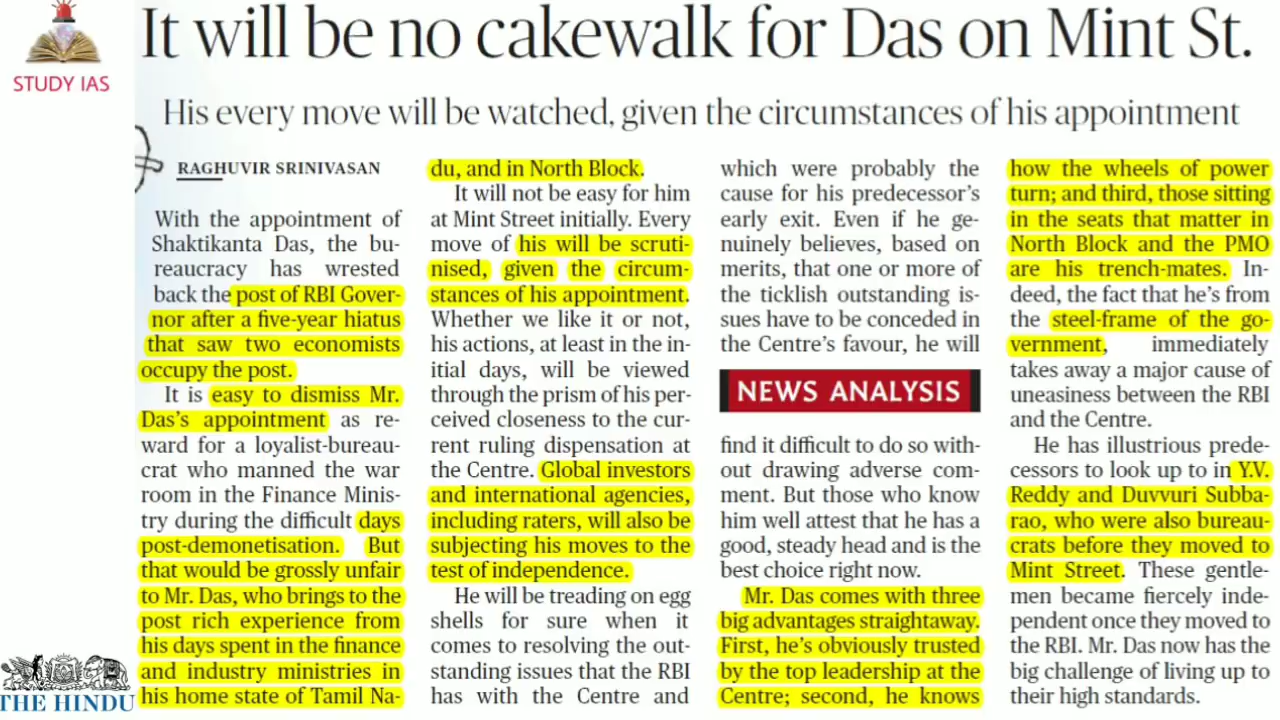 STUDY IAS
It will be no cakewalk for Das on Mint St.
His every move will be watched, given the circumstances of his appointment
RAGHUVIR SRINIVASAN
With the appointment of
Shaktikanta Das, the bu-
reaucracy has wrested
back the post of RBI Gover-
nor after a five-year hiatus
that saw two economists
occupy the post.
It is easy to dismiss Mr.
Das's appointment as re-
ward for a loyalist-bureau-
crat who manned the war
room in the Finance Minis-
try during the difficult days
post-demonetisation. But
that would be grossly unfair
to Mr. Das, who brings to the
post rich experience from
his days spent in the finance
and industry ministries in
his home state of Tamil Na-
du, and in North Block.
It will not be easy for him
at Mint Street initially. Every
move of his will be scruti-
nised, given the circum-
stances of his appointment.
Whether we like it or not,
his actions, at least in the in-
itial days, will be viewed
through the prism of his per-
ceived closeness to the cur-
rent ruling dispensation at
the Centre. Global investors
and international agencies,
including raters, will also be
subjecting his moves to the
test of independence.
He will be treading on egg
shells for sure when it
comes to resolving the out-
standing issues that the RBI
has with the Centre and
which were probably the
cause for his predecessor's
early exit. Even if he ge-
nuinely believes, based on
merits, that one or more of
the ticklish outstanding is-
sues have to be conceded in
the Centre's favour, he will
NEWS ANALYSIS
find it difficult to do so with-
out drawing adverse com-
ment. But those who know
him well attest that he has a
good, steady head and is the
best choice right now.
Mr. Das comes with three
big advantages straightaway.
First, he's obviously trusted
by the top leadership at the
Centre; second, he knows
how the wheels of power
turn; and third, those sitting
in the seats that matter in
North Block and the PMO
are his trench-mates. In-
deed, the fact that he's from
the steel-frame of the go-
vernment, immediately
takes away a major cause of
uneasiness between the RBI
and the Centre.
He has illustrious prede-
cessors to look up to in Y.V.
Reddy and Duvvuri Subba-
rao, who were also bureau-
crats before they moved to
Mint Street. These gentle-
men became fiercely inde-
pendent once they moved to
the RBI. Mr. Das now has the
big challenge of living up to
their high standards.
THE HINDU